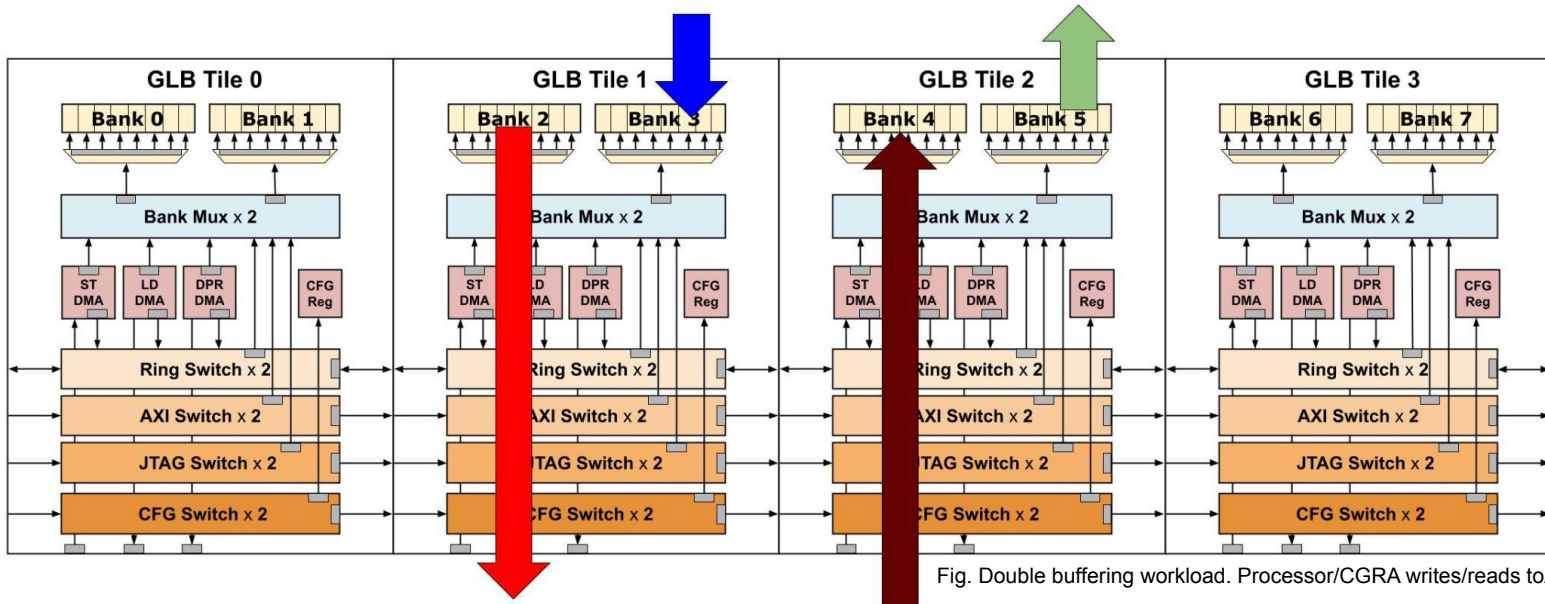 GLB Tile 0
Bank 0 Bank 1
Bank Mux x 2
ST DMA
LD DMA
DPR DMA
CFG Reg
Ring Switch x 2
AXI Switch x 2
JTAG Switch x 2
CFG Switch x 2
GLB Tile 1
Bank 2 Bank 3
Bank Mux x 2
ST DMA
LD DMA
DPR DMA
CFG Reg
Ring Switch x 2
AXI Switch x 2
JTAG Switch x 2
CFG Switch x 2
GLB Tile 2
Bank 4 Bank 5
Bank Mux x 2
ST DMA
LD DMA
DPR DMA
CFG Reg
Ring Switch x 2
AXI Switch x 2
JTAG Switch x 2
CFG Switch x 2
GLB Tile 3
Bank 6 Bank 7
Bank Mux x 2
ST DMA
LD DMA
DPR DMA
CFG Reg
Ring Switch x 2
AXI Switch x 2
JTAG Switch x 2
CFG Switch x 2
Fig. Double buffering workload. Processor/CGRA writes/reads to